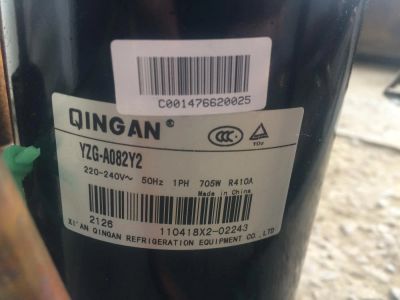 C001476620025
QINGAN®
YZG-A082Y2
220-240V~ 50Hz 1PH 705W R410A
Made in China
2126
110418X2-02243
XI'AN QINGAN REFRIGERATION EQUIPMENT CO.,LTD